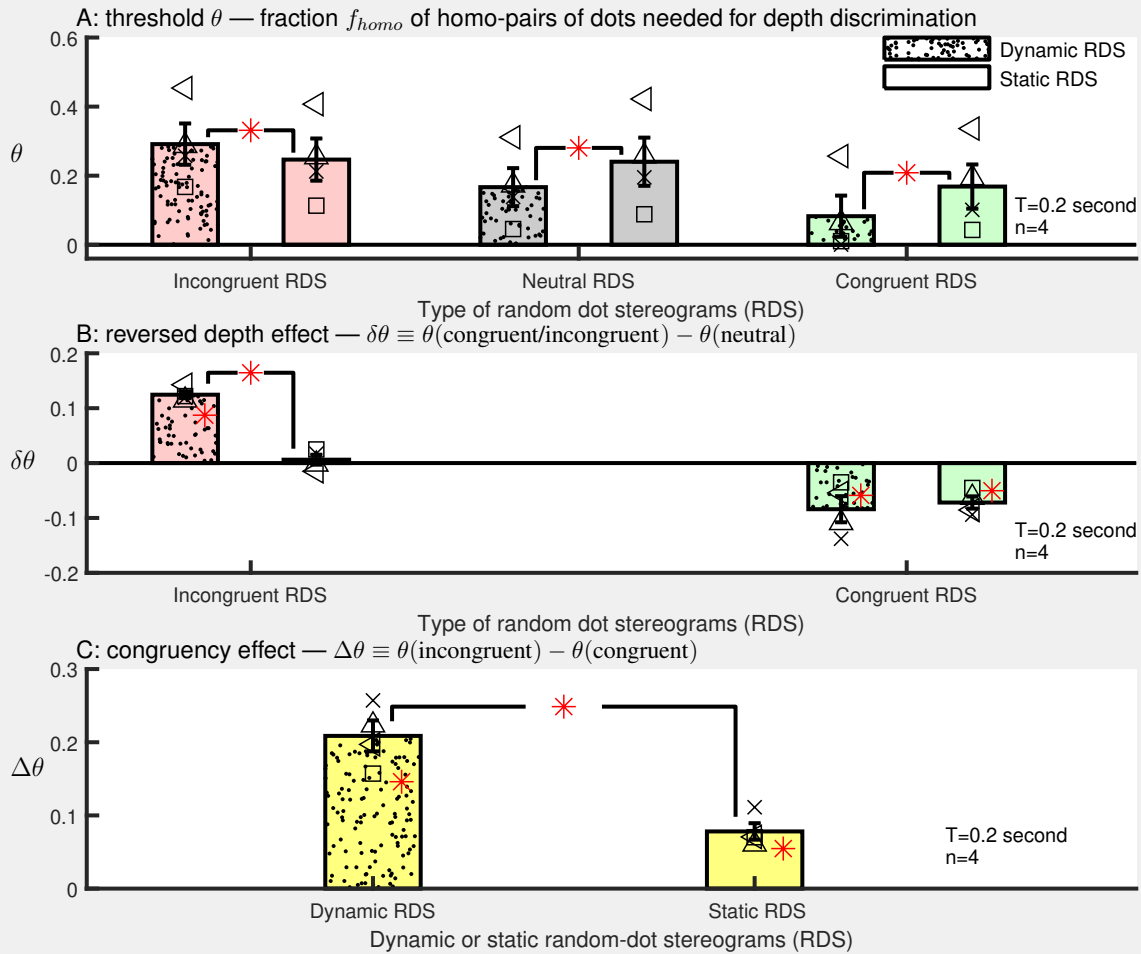 A: threshold θ — fraction f_homo of homo-pairs of dots needed for depth discrimination
0.6
0.4
0.2
0
θ
Dynamic RDS
Static RDS
T=0.2 second
n=4
Incongruent RDS
Neutral RDS
Congruent RDS
Type of random dot stereograms (RDS)
B: reversed depth effect — δθ ≡ θ(congruent/incongruent) − θ(neutral)
0.2
0.1
0
-0.1
-0.2
δθ
T=0.2 second
n=4
Incongruent RDS
Congruent RDS
Type of random dot stereograms (RDS)
C: congruency effect — Δθ ≡ θ(incongruent) − θ(congruent)
0.3
0.2
0.1
0
Δθ
T=0.2 second
n=4
Dynamic RDS
Static RDS
Dynamic or static random-dot stereograms (RDS)